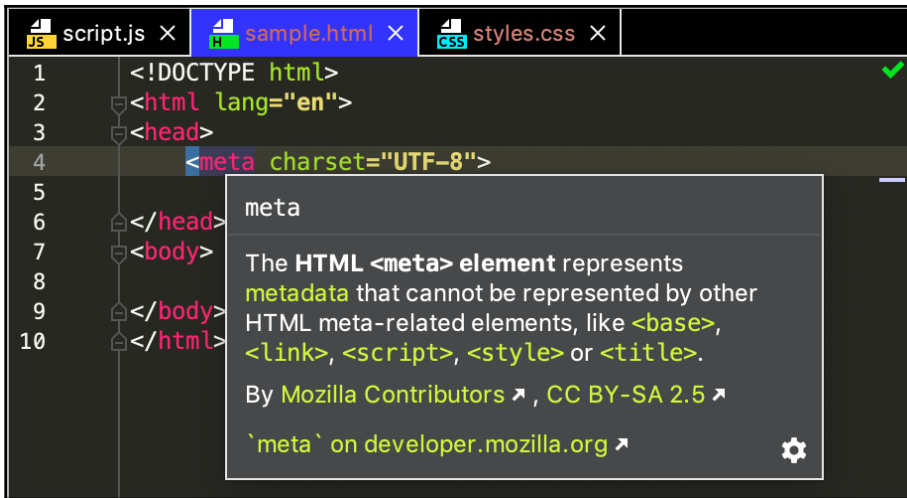 JS script.js × H sample.html × CSS styles.css ×
1 <!DOCTYPE html>
2 <html lang="en">
3 <head>
4 <meta charset="UTF-8">
5
6 </head>
7 <body>
8
9 </body>
10 </html>
meta
The HTML <meta> element represents
metadata that cannot be represented by other
HTML meta-related elements, like <base>,
<link>, <script>, <style> or <title>.
By Mozilla Contributors ↗ , CC BY-SA 2.5 ↗
`meta` on developer.mozilla.org ↗